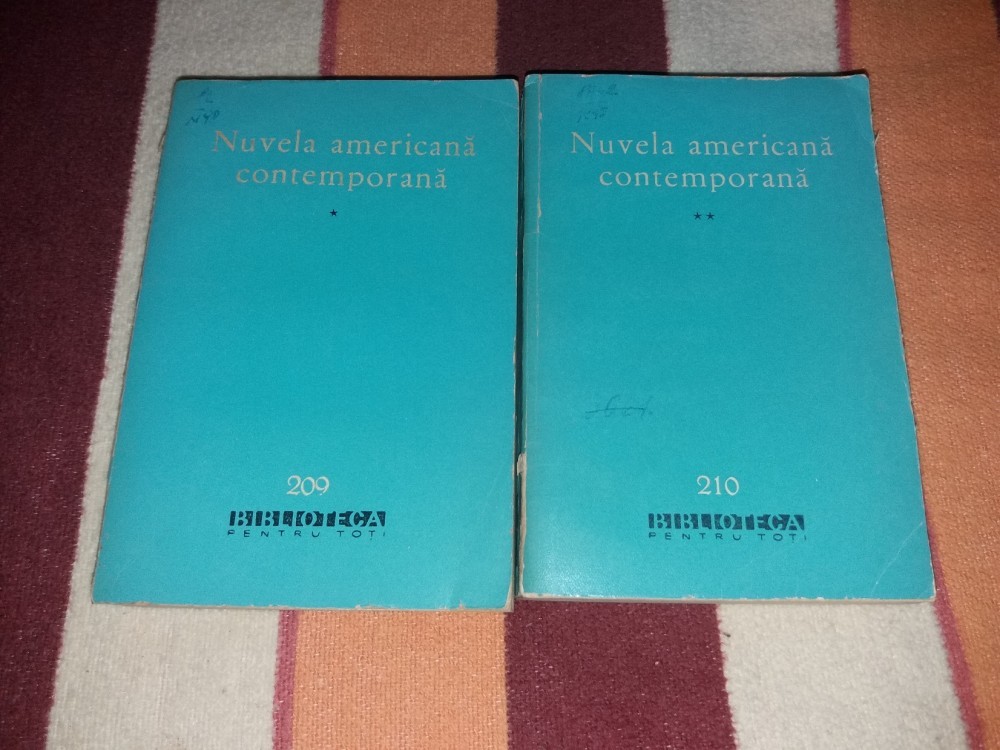 Nuvela americană
contemporană
*
209
BIBLIOTECA
PENTRU TOȚI
Nuvela americană
contemporană
**
210
BIBLIOTECA
PENTRU TOȚI